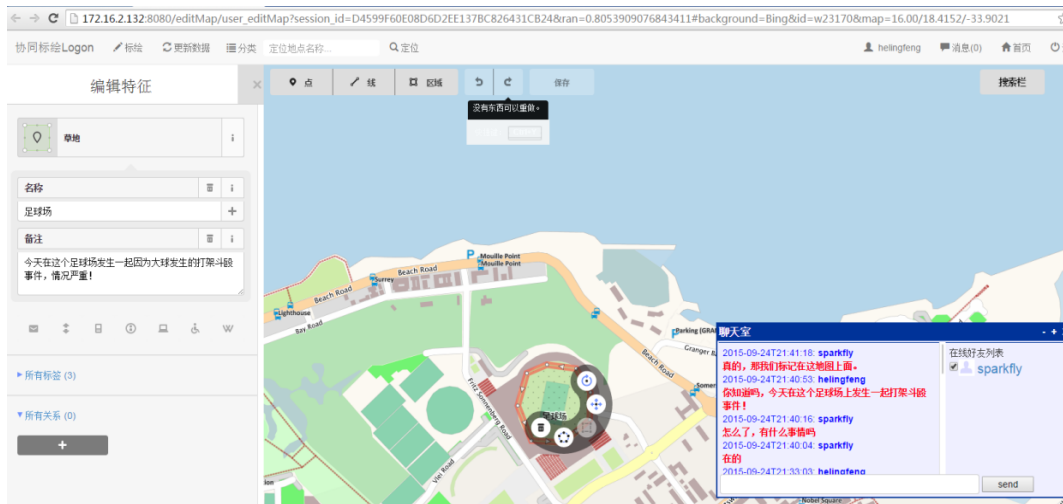 172.16.2.132:8080/editMap/user_editMap?session_id=D4599F60E08D6D2EE137BC826431CB24&ran=0.8053909076843411#background=Bing&id=w23170&map=16.00/18.4152/-33.9021
协同标绘Logon 标绘 更新数据 分类 定位地点名称... 定位 helingfeng 消息(0) 首页
编辑特征 ×
点 线 区域 保存 搜索栏
没有东西可以重做。
草地 i
名称 i
足球场 +
备注 i
今天在这个足球场发生一起因为大球发生的打架斗殴
事件，情况严重！
所有标签 (3)
所有关系 (0)
+
P Mouille Point
Mouille Point
Beach Road
Surrey
Beach Road
Lighthouse
Bay Road
Fritz Sonnenberg Road
Vlei Road
足球场
Beach Road
Parking (GRA
Granger B
Somer
Nobel Square
聊天室 - +
2015-09-24T21:41:18: sparkfly
真的，那我们标记在这地图上面。
2015-09-24T21:40:53: helingfeng
你知道吗，今天在这个足球场上发生一起打架斗殴
事件！
2015-09-24T21:40:16: sparkfly
怎么了，有什么事情吗
2015-09-24T21:40:04: sparkfly
在的
2015-09-24T21:33:03: helingfeng
在线好友列表
sparkfly
send